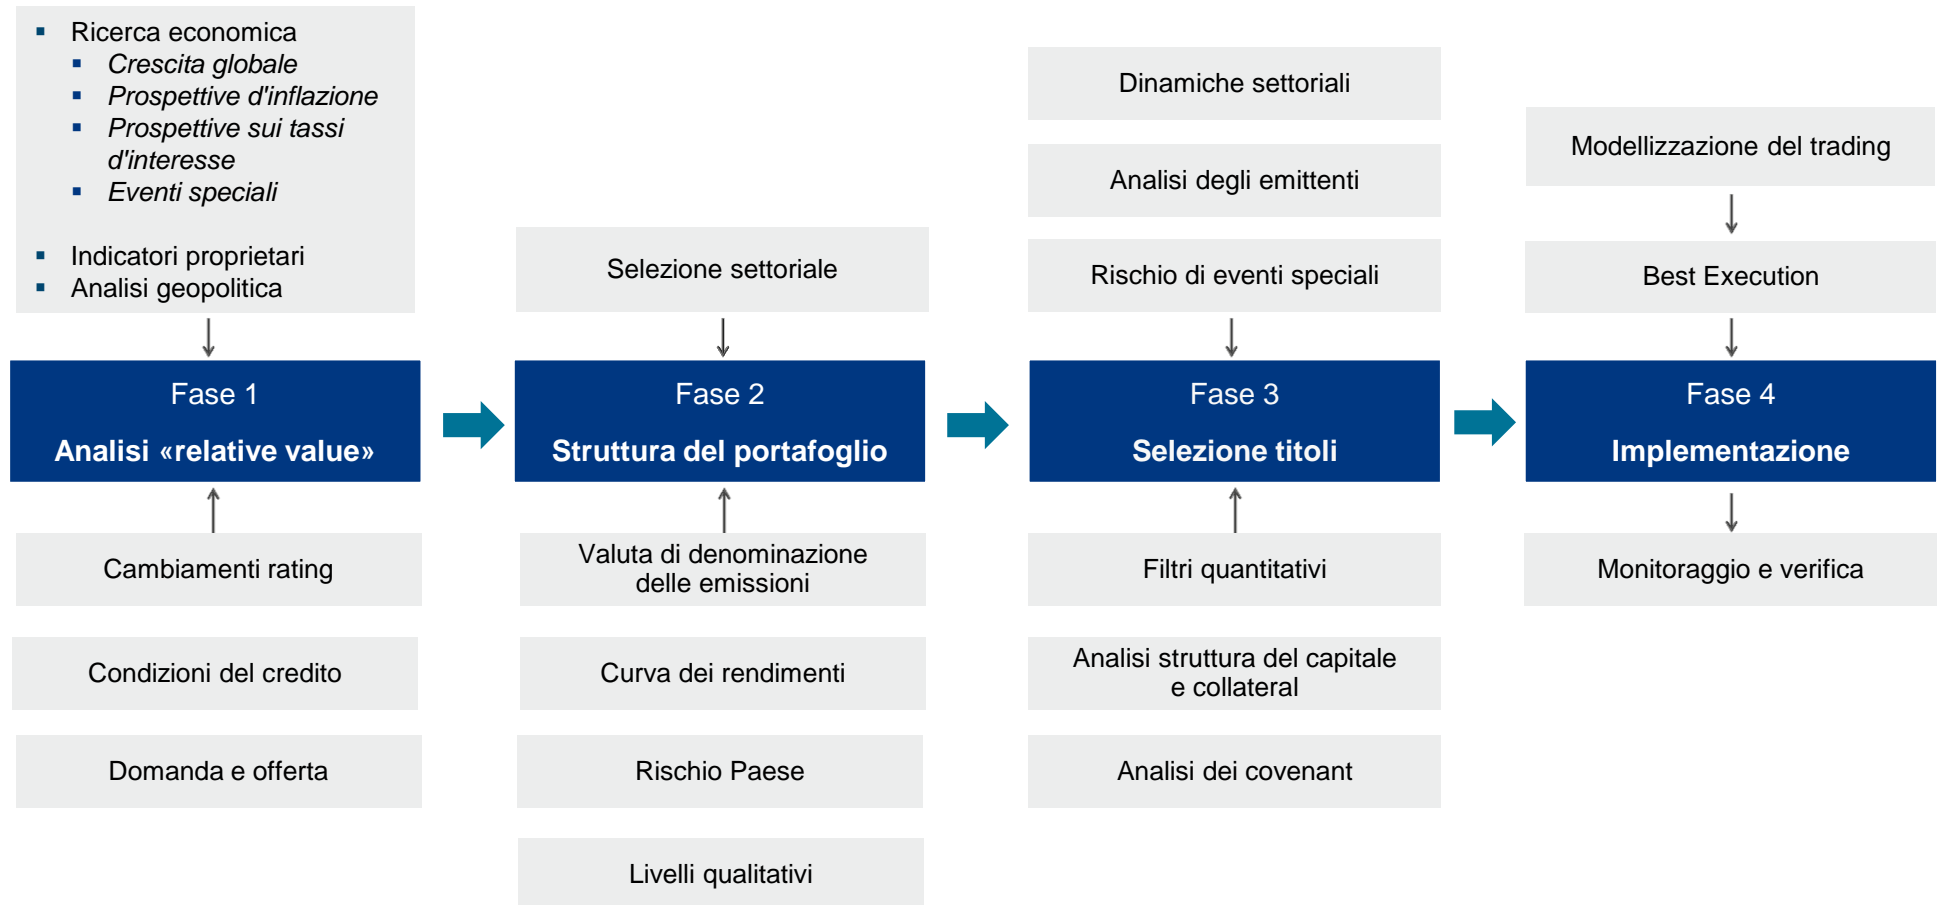 Ricerca economica
Crescita globale
Prospettive d'inflazione
Prospettive sui tassi
d'interesse
Eventi speciali
Indicatori proprietari
Analisi geopolitica
Fase 1
Analisi «relative value»
Cambiamenti rating
Condizioni del credito
Domanda e offerta
Selezione settoriale
Fase 2
Struttura del portafoglio
Valuta di denominazione
delle emissioni
Curva dei rendimenti
Rischio Paese
Livelli qualitativi
Dinamiche settoriali
Analisi degli emittenti
Rischio di eventi speciali
Fase 3
Selezione titoli
Filtri quantitativi
Analisi struttura del capitale
e collateral
Analisi dei covenant
Modellizzazione del trading
Best Execution
Fase 4
Implementazione
Monitoraggio e verifica